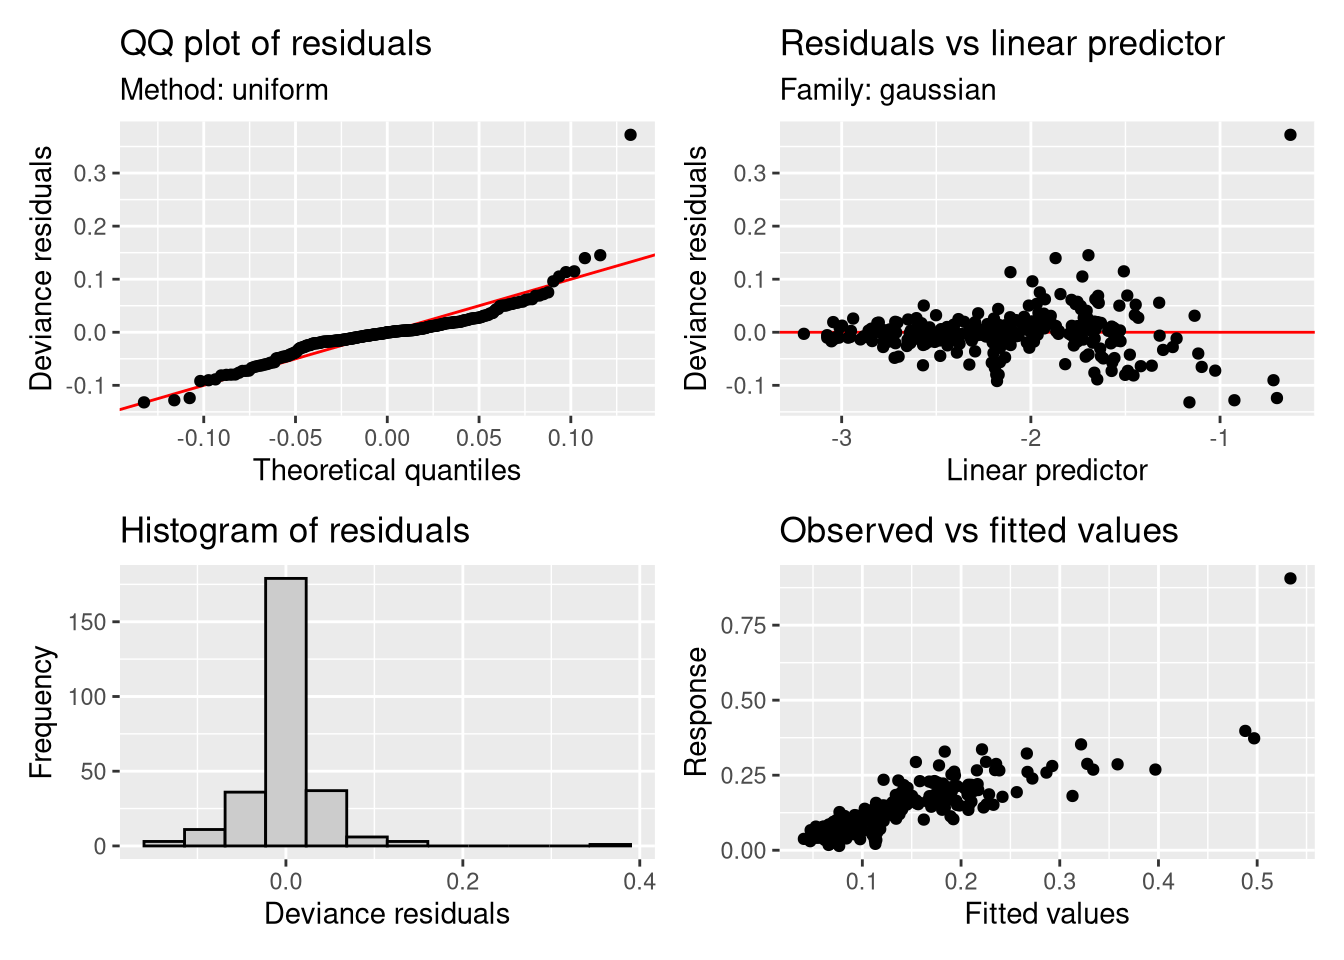 QQ plot of residuals
Method: uniform
Deviance residuals
0.3
0.2
0.1
0.0
-0.1
-0.10 -0.05 0.00 0.05 0.10
Theoretical quantiles
Residuals vs linear predictor
Family: gaussian
Deviance residuals
0.3
0.2
0.1
0.0
-0.1
-3 -2 -1
Linear predictor
Histogram of residuals
Frequency
150
100
50
0
0.0 0.2 0.4
Deviance residuals
Observed vs fitted values
Response
0.75
0.50
0.25
0.00
0.1 0.2 0.3 0.4 0.5
Fitted values